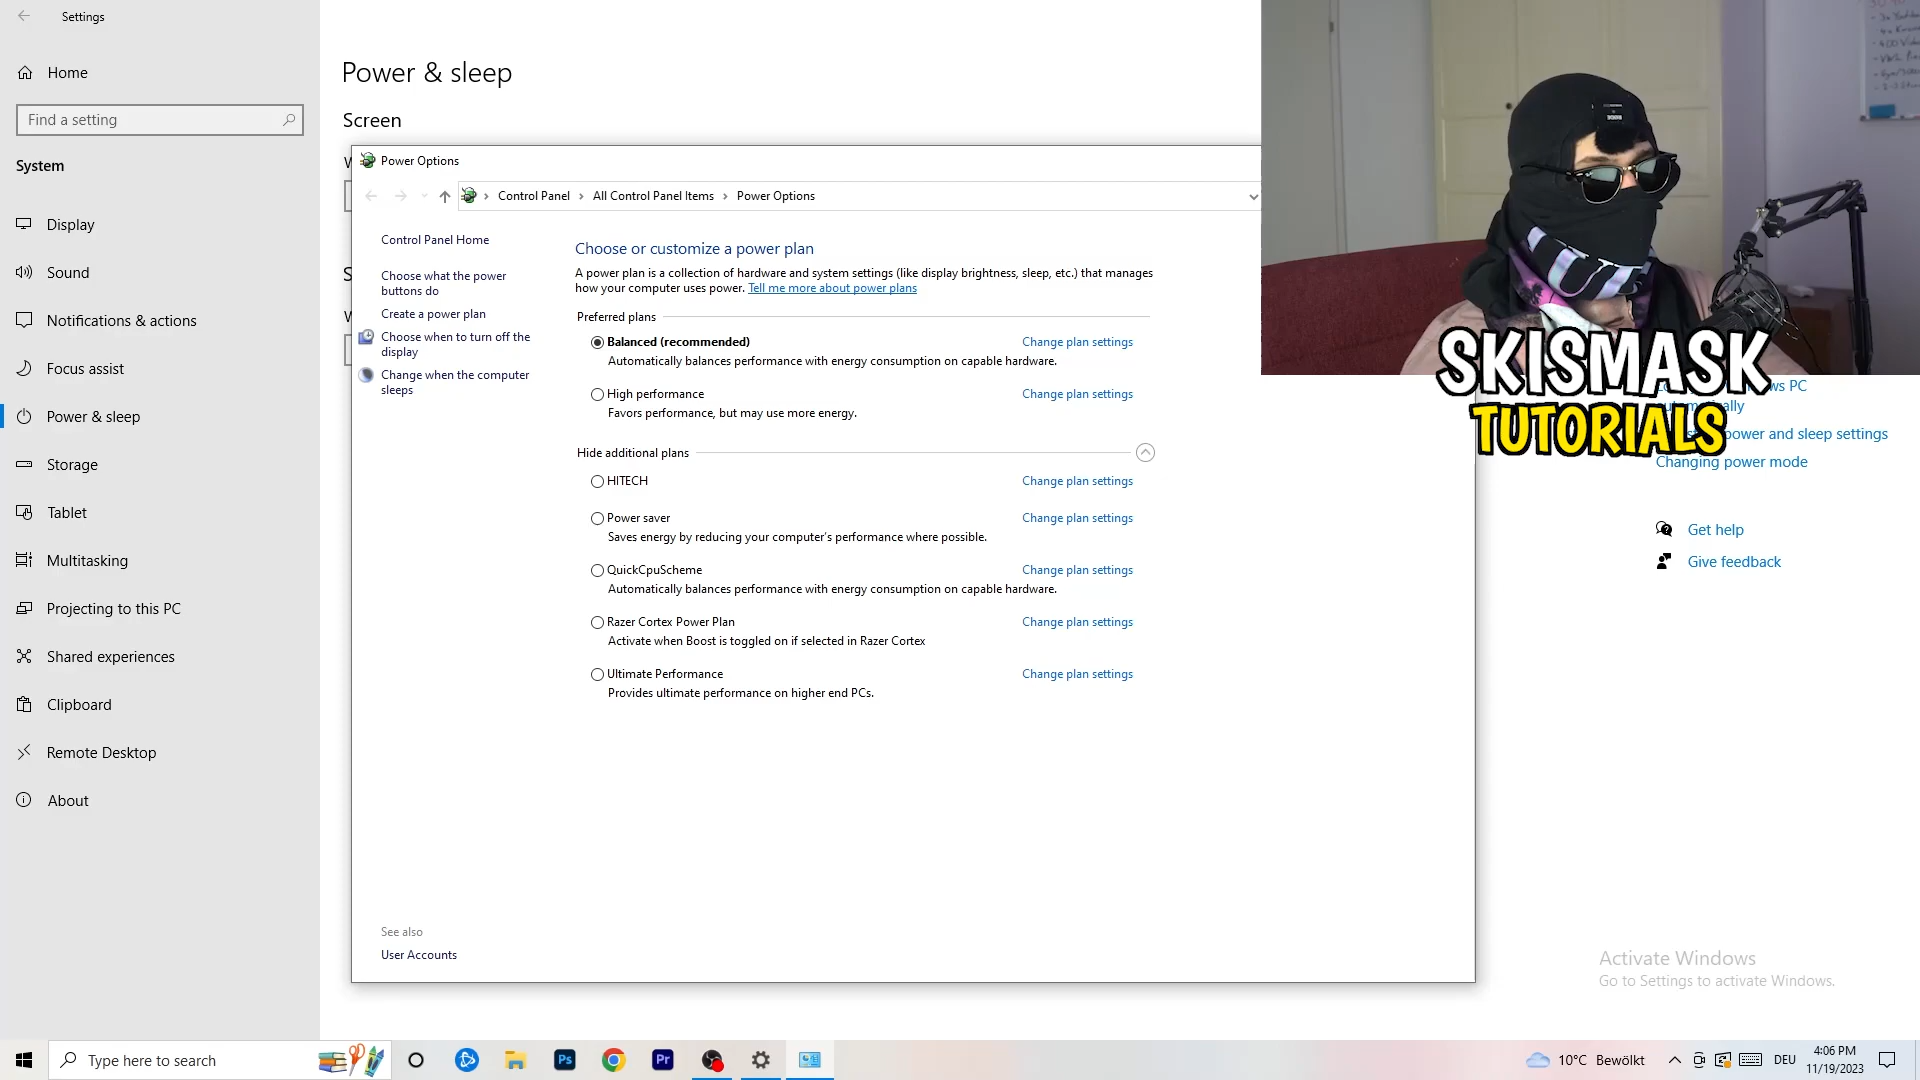 Settings
Home
Find a setting
System
Display
Sound
Notifications & actions
Focus assist
Power & sleep
Storage
Tablet
Multitasking
Projecting to this PC
Shared experiences
Clipboard
Remote Desktop
About
Power & sleep
Screen
Power Options
Control Panel
All Control Panel Items
Power Options
Control Panel Home
Choose what the power
buttons do
Create a power plan
Choose when to turn off the
display
Change when the computer
sleeps
See also
User Accounts
Choose or customize a power plan
A power plan is a collection of hardware and system settings (like display brightness, sleep, etc.) that manages
how your computer uses power. Tell me more about power plans
Preferred plans
Balanced (recommended) Change plan settings
Automatically balances performance with energy consumption on capable hardware.
High performance Change plan settings
Favors performance, but may use more energy.
Hide additional plans
HITECH Change plan settings
Power saver Change plan settings
Saves energy by reducing your computer's performance where possible.
QuickCpuScheme Change plan settings
Automatically balances performance with energy consumption on capable hardware.
Razer Cortex Power Plan Change plan settings
Activate when Boost is toggled on if selected in Razer Cortex
Ultimate Performance Change plan settings
Provides ultimate performance on higher end PCs.
SKISMASK
TUTORIALS
PC
power and sleep settings
Changing power mode
Get help
Give feedback
Activate Windows
Go to Settings to activate Windows.
Type here to search
Ps
Pr
10°C Bewölkt
DEU
4:06 PM
11/19/2023